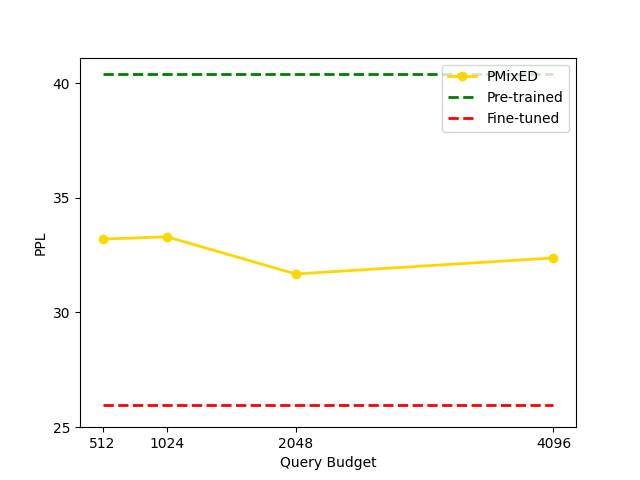 PMixED
Pre-trained
Fine-tuned
40
35
30
25
PPL
512 1024 2048 4096
Query Budget